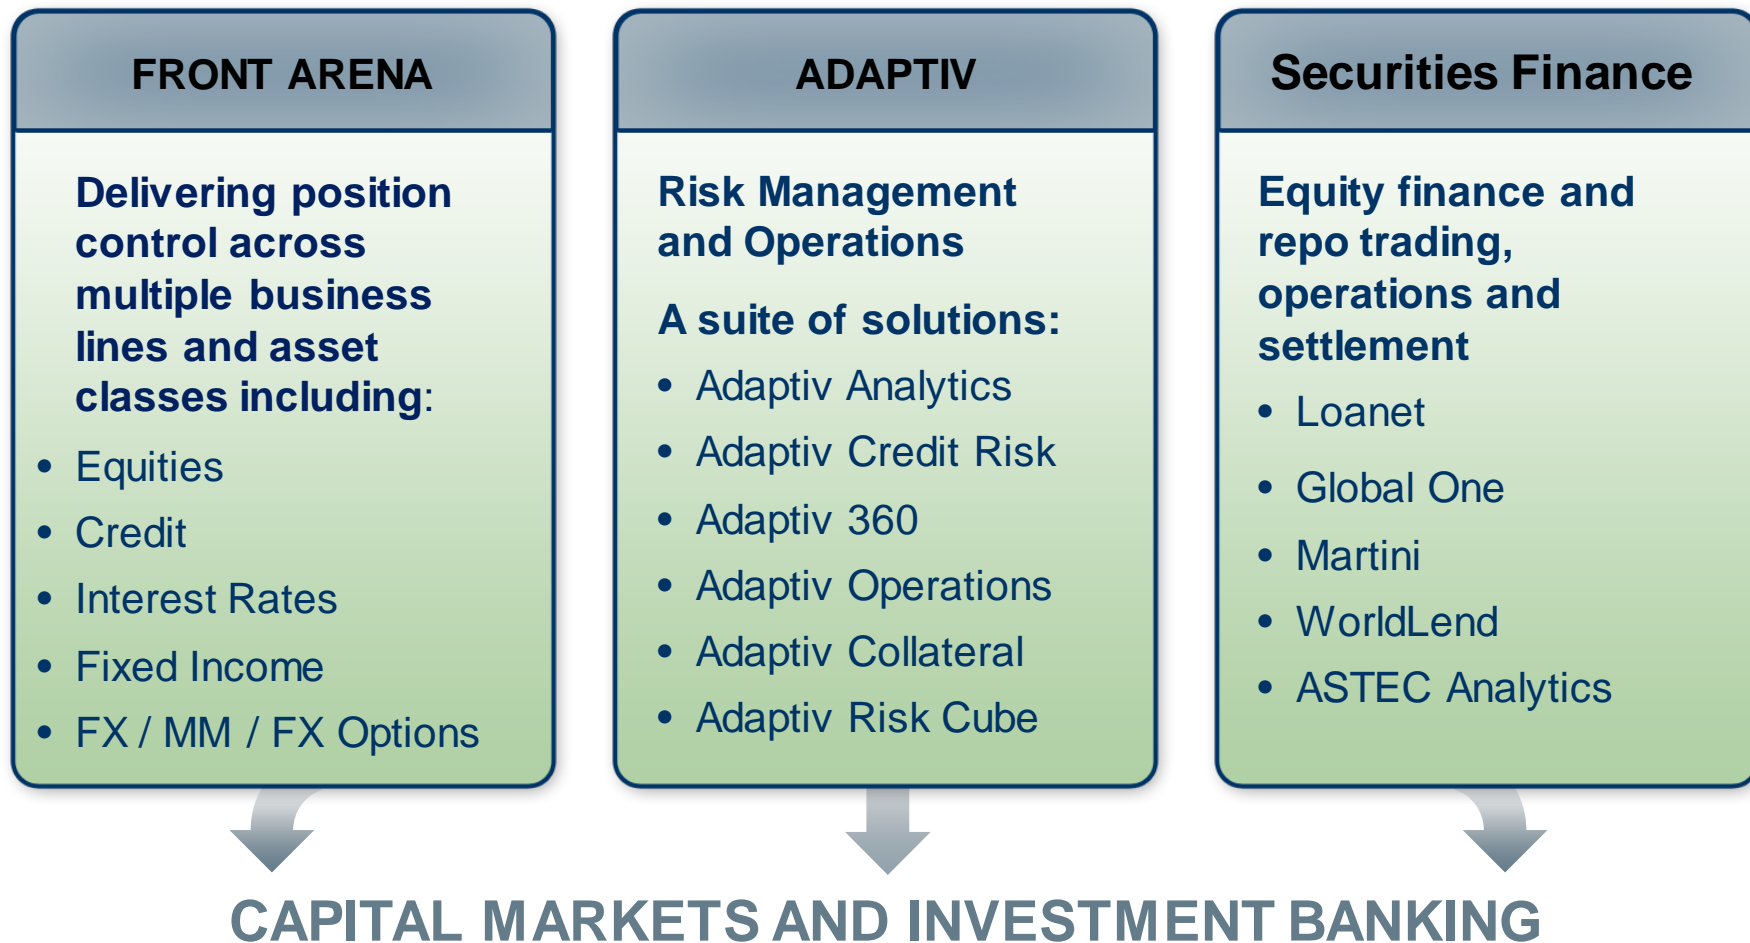 FRONT ARENA
Delivering position
control across
multiple business
lines and asset
classes including:
• Equities
• Credit
• Interest Rates
• Fixed Income
• FX / MM / FX Options
ADAPTIV
Risk Management
and Operations
A suite of solutions:
• Adaptiv Analytics
• Adaptiv Credit Risk
• Adaptiv 360
• Adaptiv Operations
• Adaptiv Collateral
• Adaptiv Risk Cube
Securities Finance
Equity finance and
repo trading,
operations and
settlement
• Loanet
• Global One
• Martini
• WorldLend
• ASTEC Analytics
CAPITAL MARKETS AND INVESTMENT BANKING